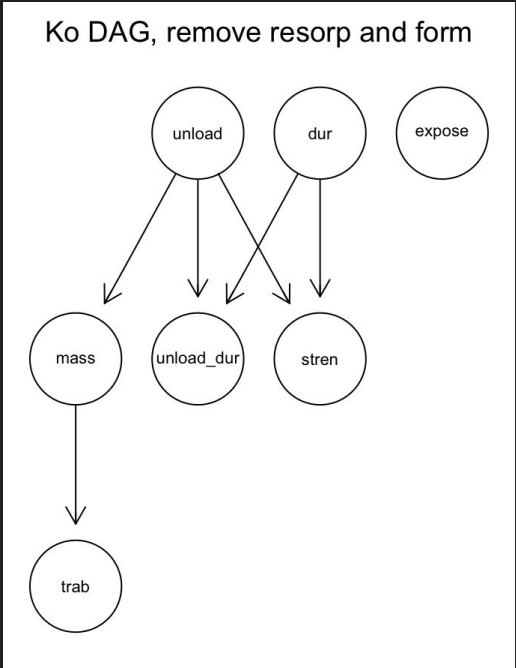 Ko DAG, remove resorp and form
unload
dur
expose
mass
unload_dur
stren
trab